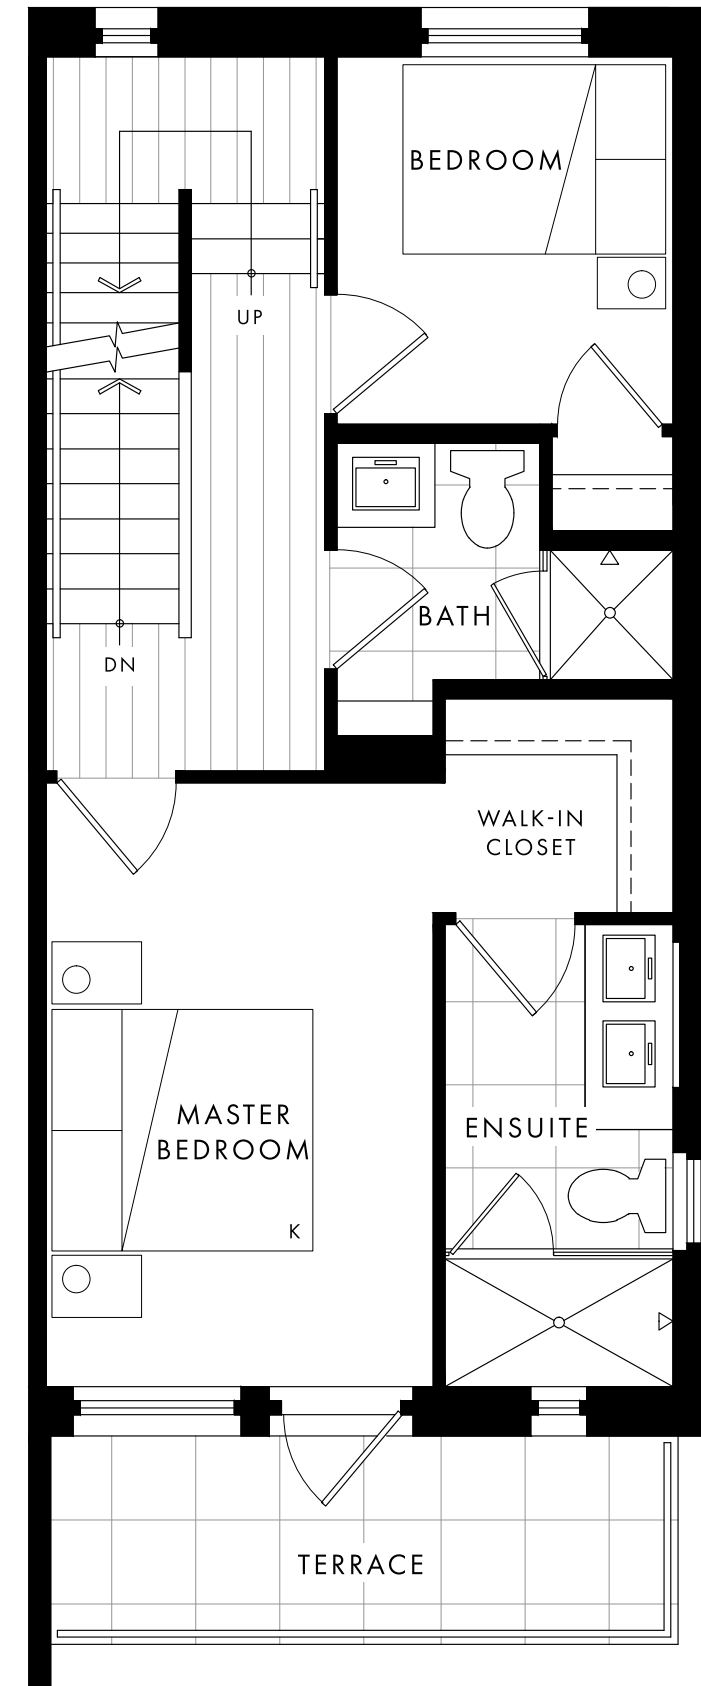 BEDROOM
UP
BATH
DN
WALK-IN
CLOSET
MASTER
BEDROOM
ENSUITE
K
TERRACE